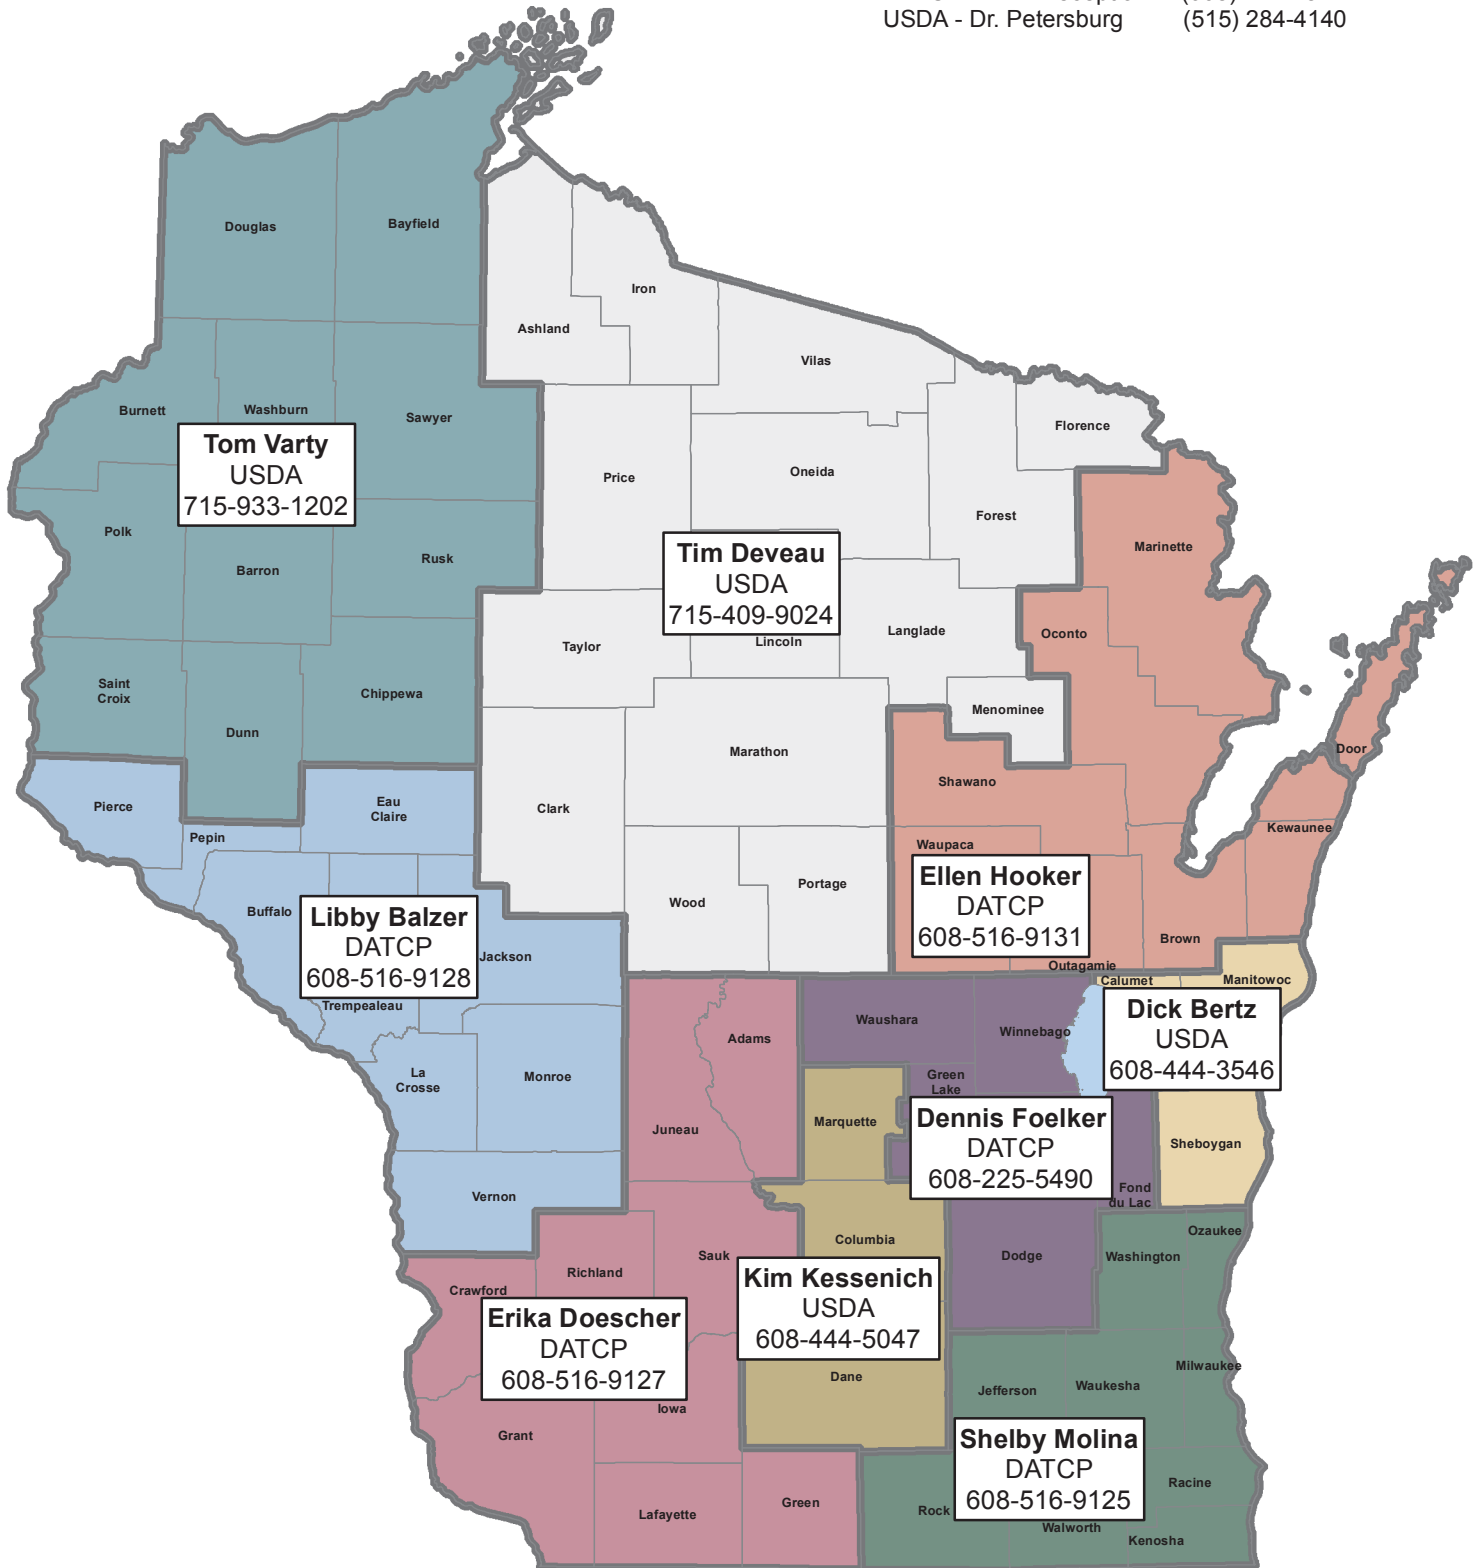 USDA - Dr. Petersburg (515) 284-4140
Douglas
Bayfield
Iron
Ashland
Vilas
Burnett
Washburn
Sawyer
Florence
Tom Varty
USDA
715-933-1202
Price
Oneida
Forest
Polk
Barron
Rusk
Marinette
Tim Deveau
USDA
715-409-9024
Taylor
Lincoln
Langlade
Oconto
Saint
Croix
Chippewa
Dunn
Menominee
Marathon
Door
Shawano
Pierce
Eau
Claire
Clark
Pepin
Kewaunee
Waupaca
Ellen Hooker
DATCP
608-516-9131
Portage
Wood
Buffalo
Libby Balzer
DATCP
608-516-9128
Jackson
Trempealeau
Brown
Outagamie
Calumet
Manitowoc
Dick Bertz
USDA
608-444-3546
Waushara
Winnebago
Adams
La
Crosse
Monroe
Green
Lake
Juneau
Marquette
Dennis Foelker
DATCP
608-225-5490
Sheboygan
Vernon
Fond
du Lac
Ozaukee
Columbia
Sauk
Dodge
Washington
Richland
Crawford
Kim Kessenich
USDA
608-444-5047
Erika Doescher
DATCP
608-516-9127
Dane
Milwaukee
Jefferson
Waukesha
Iowa
Grant
Shelby Molina
DATCP
608-516-9125
Racine
Green
Lafayette
Rock
Walworth
Kenosha